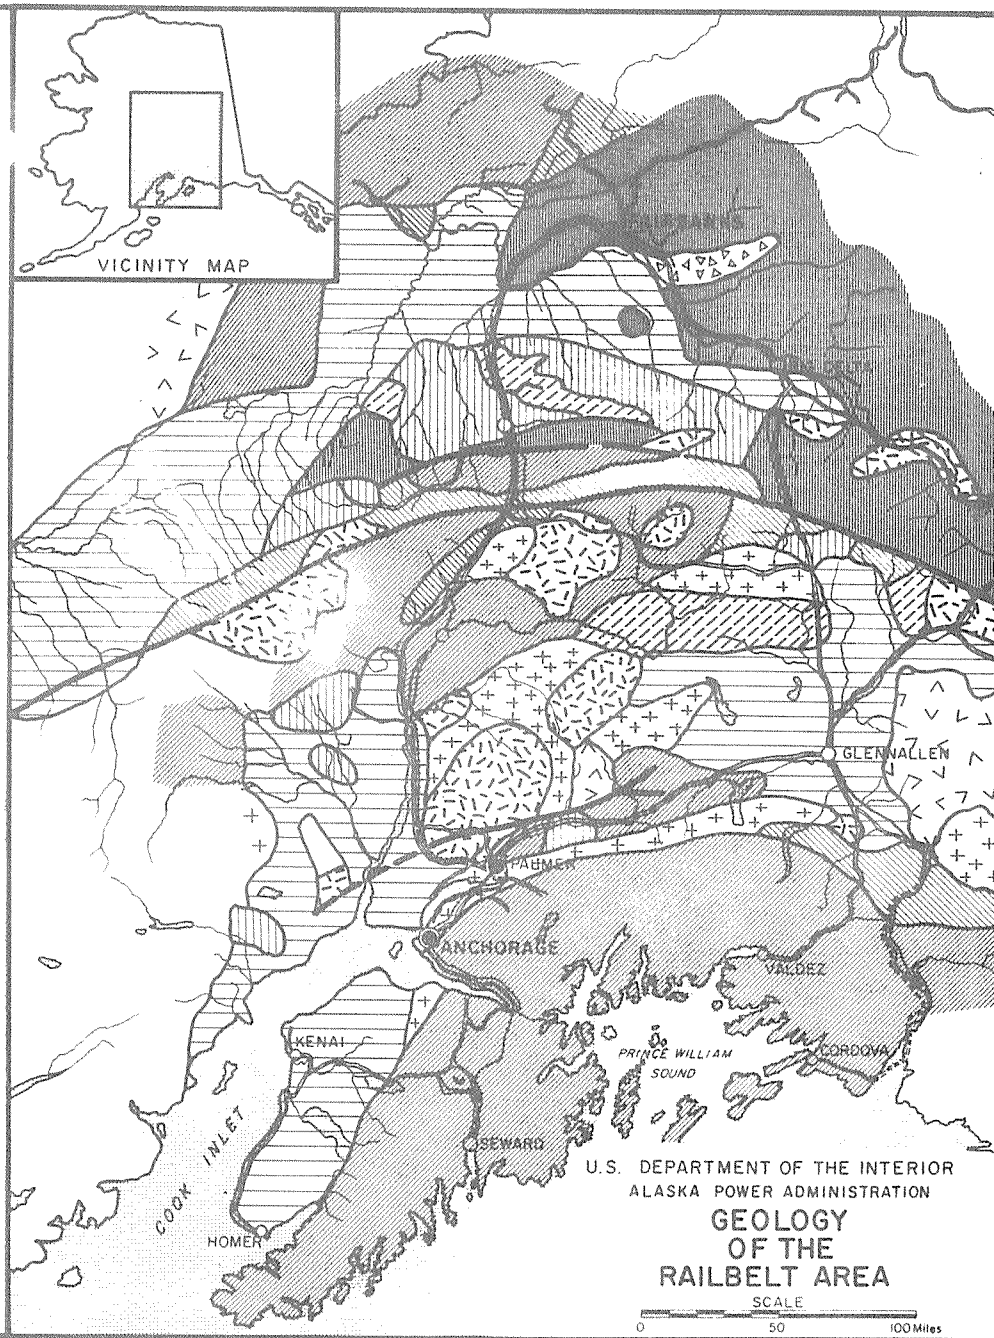 VICINITY MAP
FAIRBANKS
GLENNALLEN
PALMER
ANCHORAGE
VALDEZ
KENAI
PRINCE WILLIAM
SOUND
CORDOVA
COOK INLET
SEWARD
HOMER
U.S. DEPARTMENT OF THE INTERIOR
ALASKA POWER ADMINISTRATION
GEOLOGY
OF THE
RAILBELT AREA
SCALE
0 50 100 Miles